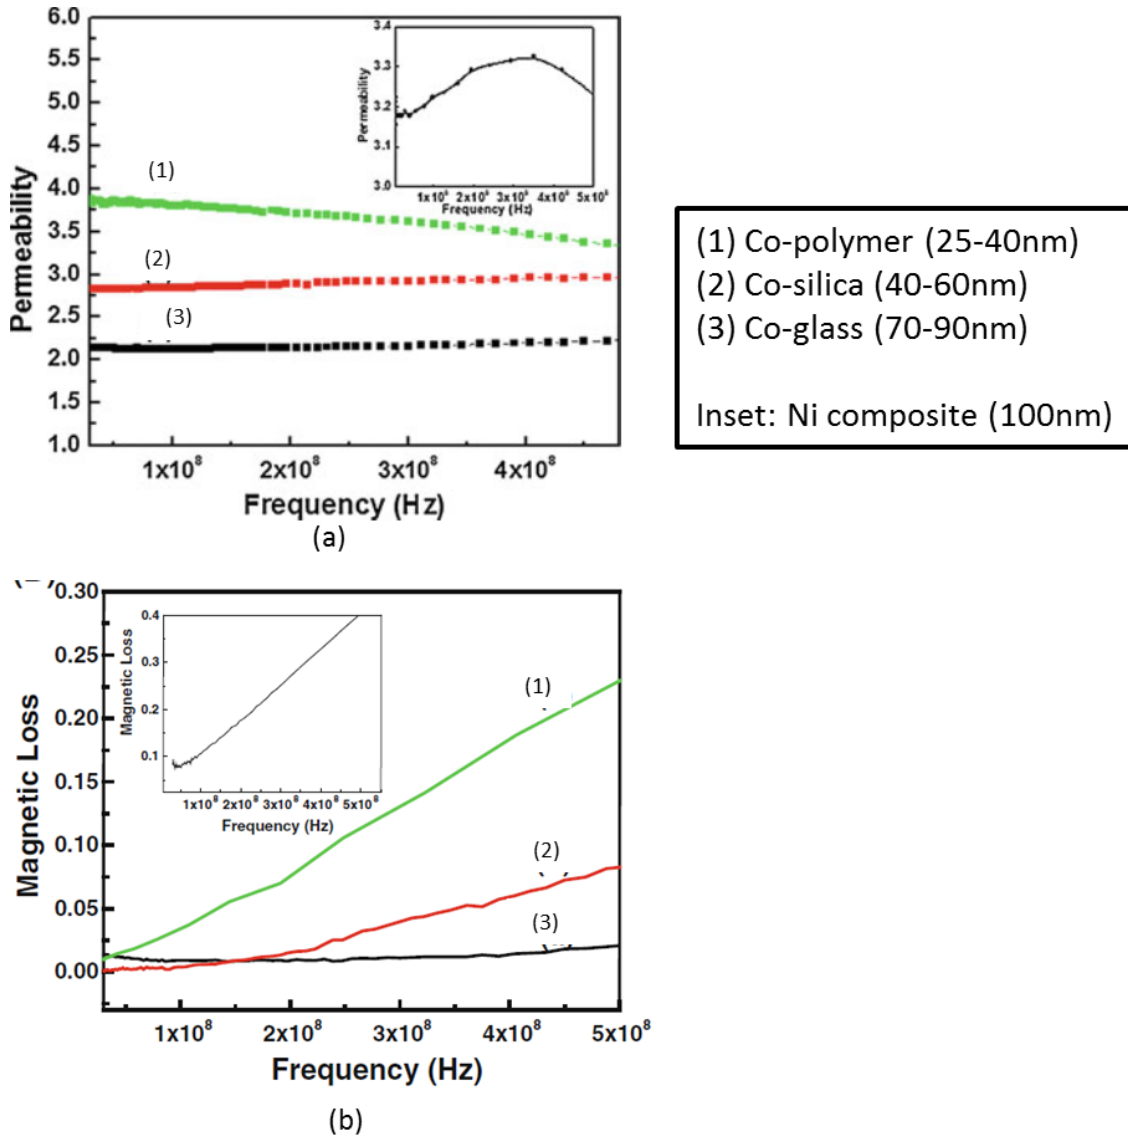 6.0
5.5
5.0
4.5
4.0
3.5
3.0
2.5
2.0
1.5
1.0
Permeability
(1)
(2)
(3)
1x10⁸ 2x10⁸ 3x10⁸ 4x10⁸
Frequency (Hz)
3.4
3.3
3.2
3.1
3.0
Permeability
1x10⁸ 2x10⁸ 3x10⁸ 4x10⁸ 5x10⁸
Frequency (Hz)
(a)
(1) Co-polymer (25-40nm)
(2) Co-silica (40-60nm)
(3) Co-glass (70-90nm)
Inset: Ni composite (100nm)
0.30
0.25
0.20
0.15
0.10
0.05
0.00
Magnetic Loss
0.4
0.3
0.2
0.1
Magnetic Loss
1x10⁸ 2x10⁸ 3x10⁸ 4x10⁸ 5x10⁸
Frequency (Hz)
(1)
(2)
(3)
1x10⁸ 2x10⁸ 3x10⁸ 4x10⁸ 5x10⁸
Frequency (Hz)
(b)